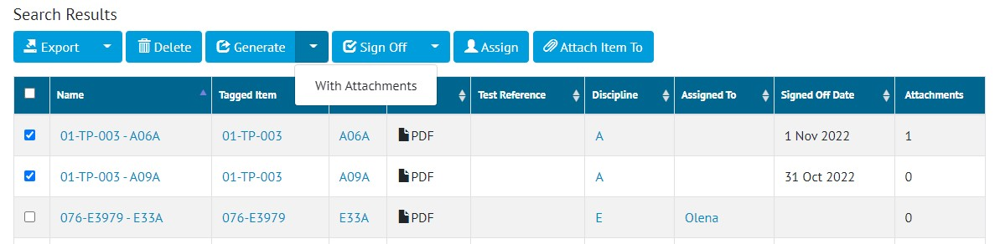 Search Results
Export Delete Generate Sign Off Assign Attach Item To
With Attachments
Name Tagged Item Test Reference Discipline Assigned To Signed Off Date Attachments
01-TP-003 - A06A 01-TP-003 A06A PDF A 1 Nov 2022 1
01-TP-003 - A09A 01-TP-003 A09A PDF A 31 Oct 2022 0
076-E3979 - E33A 076-E3979 E33A PDF E Olena 0